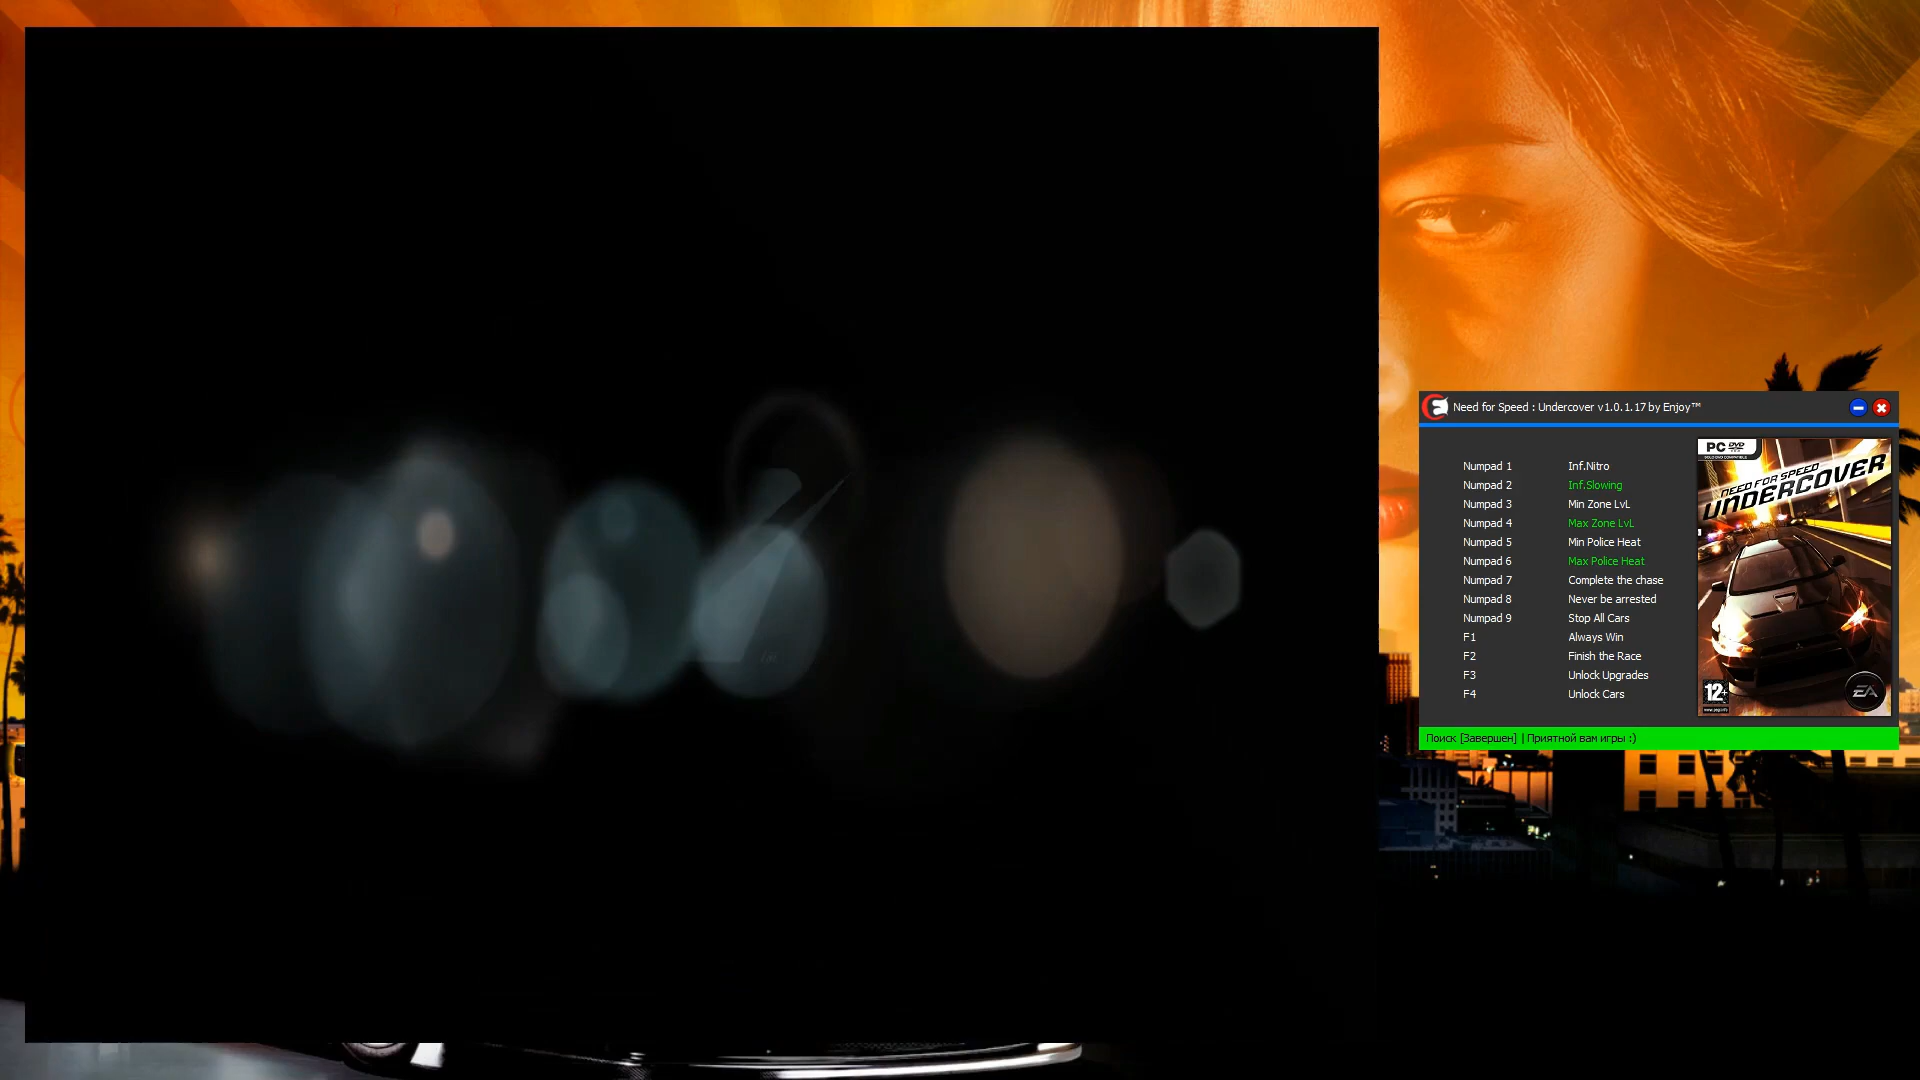 Need for Speed : Undercover v1.0.1.17 by Enjoy™
Numpad 1 Inf.Nitro
Numpad 2 Inf.Slowing
Numpad 3 Min Zone LvL
Numpad 4 Max Zone LvL
Numpad 5 Min Police Heat
Numpad 6 Max Police Heat
Numpad 7 Complete the chase
Numpad 8 Never be arrested
Numpad 9 Stop All Cars
F1 Always Win
F2 Finish the Race
F3 Unlock Upgrades
F4 Unlock Cars
PC DVD
NEED FOR SPEED
UNDERCOVER
12+
EA
Поиск [Завершен] | Приятной вам игры :)